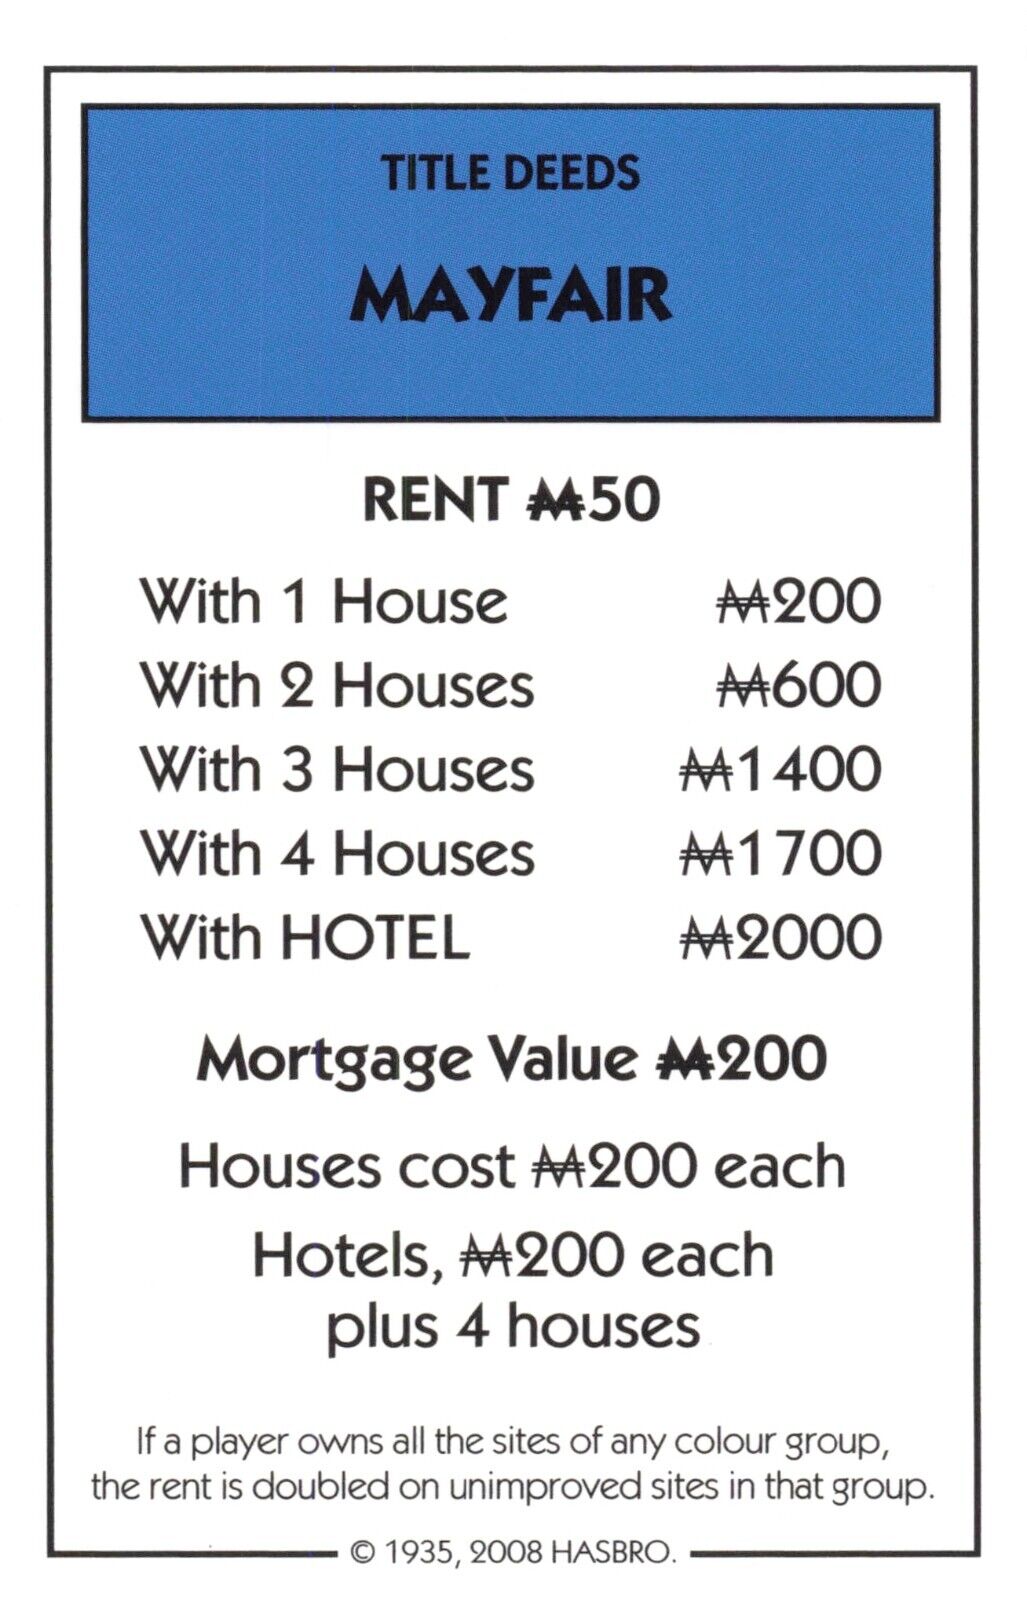 TITLE DEEDS
MAYFAIR
RENT ₩50
With 1 House ₩200
With 2 Houses ₩600
With 3 Houses ₩1400
With 4 Houses ₩1700
With HOTEL ₩2000
Mortgage Value ₩200
Houses cost ₩200 each
Hotels, ₩200 each
plus 4 houses
If a player owns all the sites of any colour group,
the rent is doubled on unimproved sites in that group.
© 1935, 2008 HASBRO.